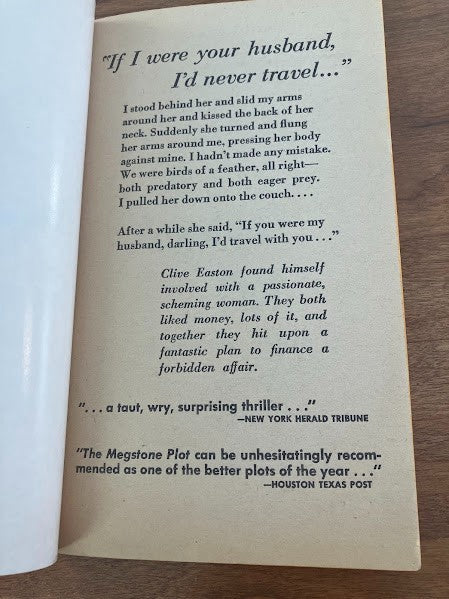 "If I were your husband,
I'd never travel..."
I stood behind her and slid my arms
around her and kissed the back of her
neck. Suddenly she turned and flung
her arms around me, pressing her body
against mine. I hadn't made any mistake.
We were birds of a feather, all right—
both predatory and both eager prey.
I pulled her down onto the couch....
After a while she said, "If you were my
husband, darling, I'd travel with you..."
Clive Easton found himself
involved with a passionate,
scheming woman. They both
liked money, lots of it, and
together they hit upon a
fantastic plan to finance a
forbidden affair.
"...a taut, wry, surprising thriller..."
—NEW YORK HERALD TRIBUNE
"The Megstone Plot can be unhesitatingly recom-
mended as one of the better plots of the year..."
—HOUSTON TEXAS POST